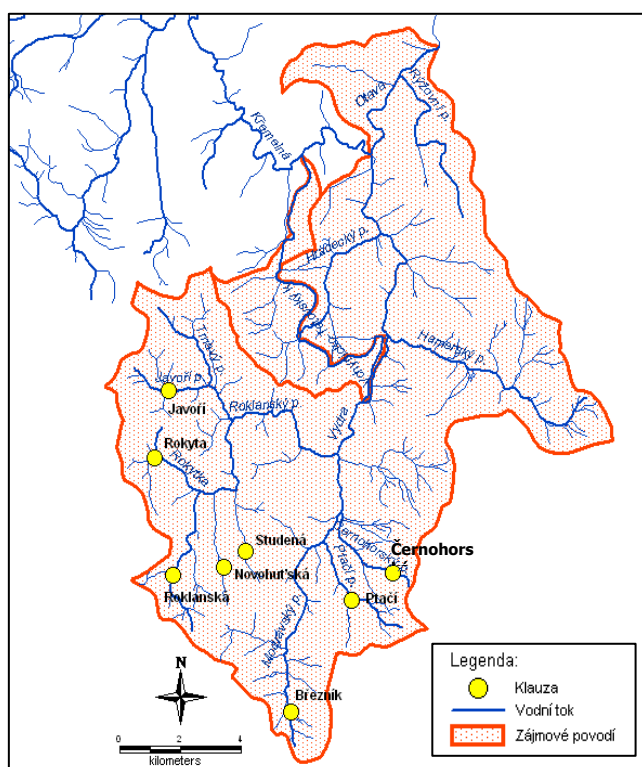 Křemelná
Otava
Rýžovní p.
Hrádecký p.
Hamerský p.
Tmavý p.
Javoří p.
Javoří
Roklanský p.
Vydra
Rokyta
Rokytka
Studená
Novohuťská
Roklanská
Černohorský p.
Černohors
Ptačí p.
Ptačí
Modravský p.
Březník
N
0 2 4
kilometers
Legenda:
Klauza
Vodní tok
Zájmové povodí